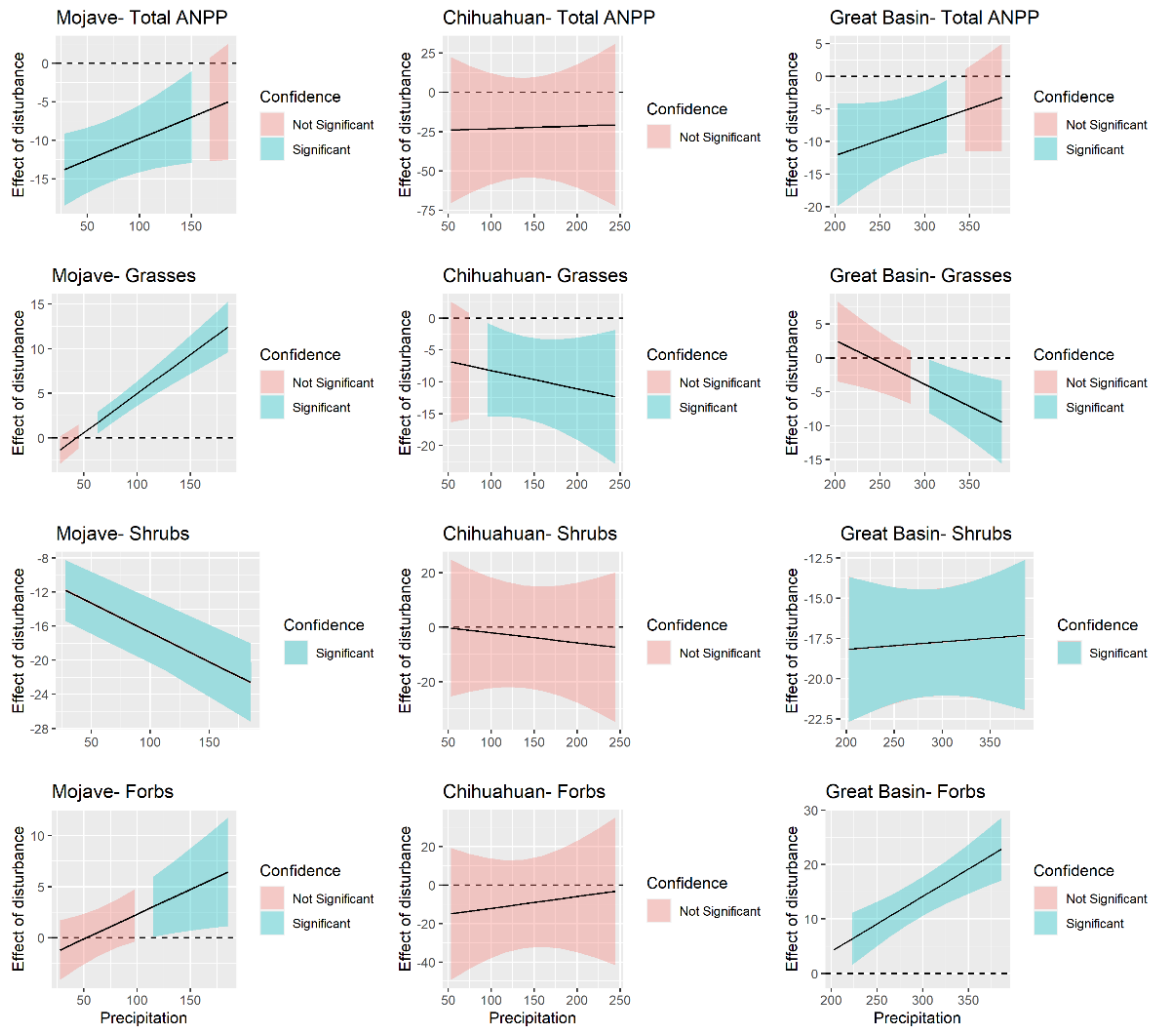 Mojave- Total ANPP
Effect of disturbance
0
-5
-10
-15
50
100
150
Confidence
Not Significant
Significant
Chihuahuan- Total ANPP
Effect of disturbance
25
0
-25
-50
-75
50
100
150
200
250
Confidence
Not Significant
Great Basin- Total ANPP
Effect of disturbance
5
0
-5
-10
-15
-20
200
250
300
350
Confidence
Not Significant
Significant
Mojave- Grasses
Effect of disturbance
15
10
5
0
50
100
150
Confidence
Not Significant
Significant
Chihuahuan- Grasses
Effect of disturbance
0
-5
-10
-15
-20
50
100
150
200
250
Confidence
Not Significant
Significant
Great Basin- Grasses
Effect of disturbance
5
0
-5
-10
-15
200
250
300
350
Confidence
Not Significant
Significant
Mojave- Shrubs
Effect of disturbance
-8
-12
-16
-20
-24
-28
50
100
150
Confidence
Significant
Chihuahuan- Shrubs
Effect of disturbance
20
0
-20
50
100
150
200
250
Confidence
Not Significant
Great Basin- Shrubs
Effect of disturbance
-12.5
-15.0
-17.5
-20.0
-22.5
200
250
300
350
Confidence
Significant
Mojave- Forbs
Effect of disturbance
10
5
0
50
100
150
Precipitation
Confidence
Not Significant
Significant
Chihuahuan- Forbs
Effect of disturbance
20
0
-20
-40
50
100
150
200
250
Precipitation
Confidence
Not Significant
Great Basin- Forbs
Effect of disturbance
30
20
10
0
200
250
300
350
Precipitation
Confidence
Not Significant
Significant